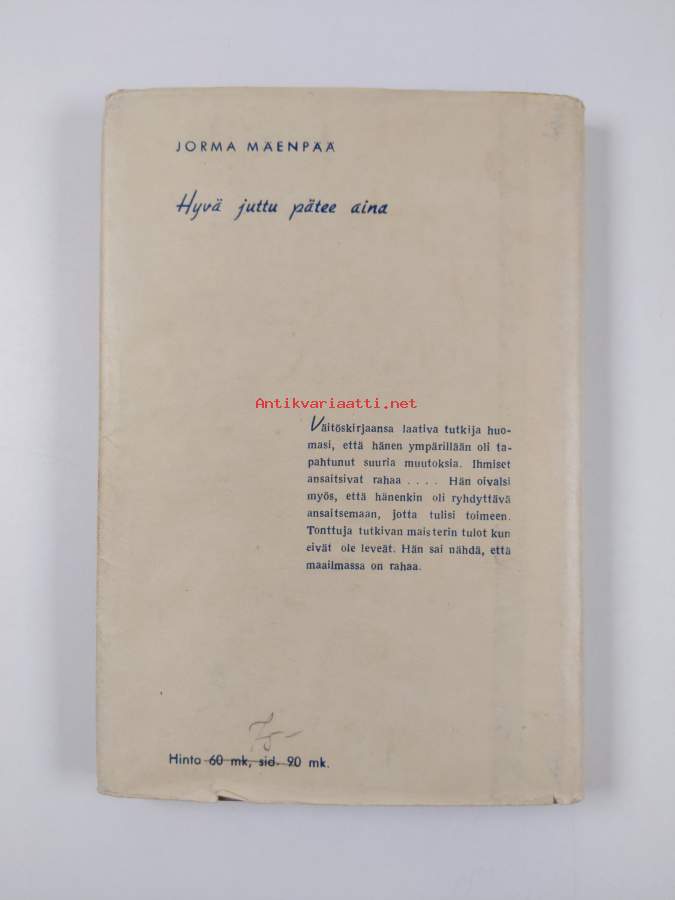 JORMA MÄENPÄÄ
Hyvä juttu pätee aina
Antikvariaatti.net
Väitöskirjaansa laativa tutkija huo-
masi, että hänen ympärillään oli ta-
pahtunut suuria muutoksia. Ihmiset
ansaitsivat rahaa . . . . Hän oivalsi
myös, että hänenkin oli ryhdyttävä
ansaitsemaan, jotta tulisi toimeen.
Tonttuja tutkivan maisterin tulot kun
eivät ole leveät. Hän sai nähdä, että
maailmassa on rahaa.
75-
Hinta 60 mk, sid. 90 mk.